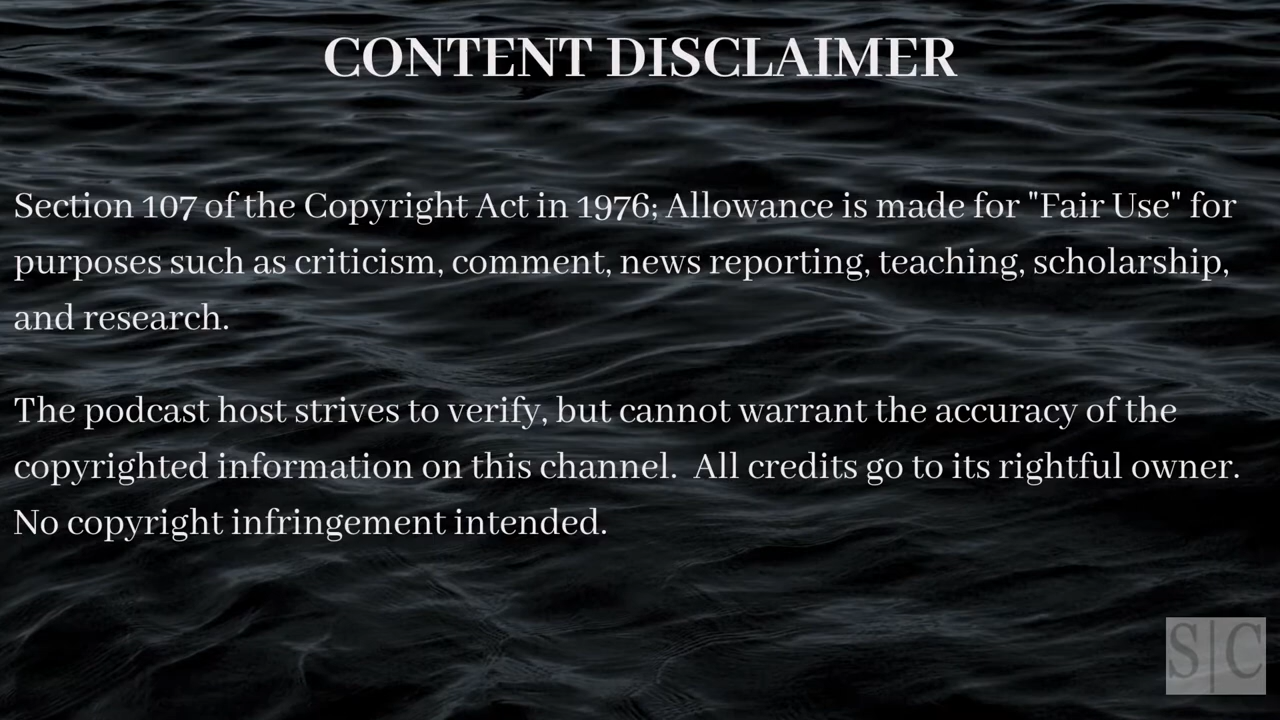 CONTENT DISCLAIMER
Section 107 of the Copyright Act in 1976; Allowance is made for "Fair Use" for
purposes such as criticism, comment, news reporting, teaching, scholarship,
and research.
The podcast host strives to verify, but cannot warrant the accuracy of the
copyrighted information on this channel.  All credits go to its rightful owner.
No copyright infringement intended.
S|C